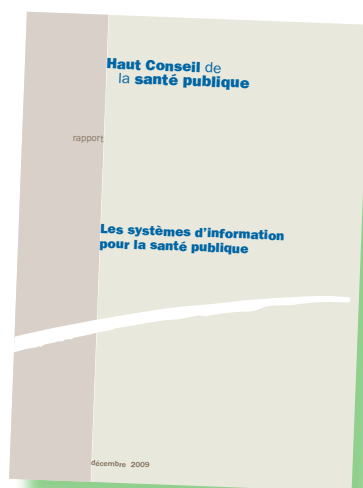 Haut Conseil de
la santé publique
rapport
Les systèmes d'information
pour la santé publique
décembre 2009